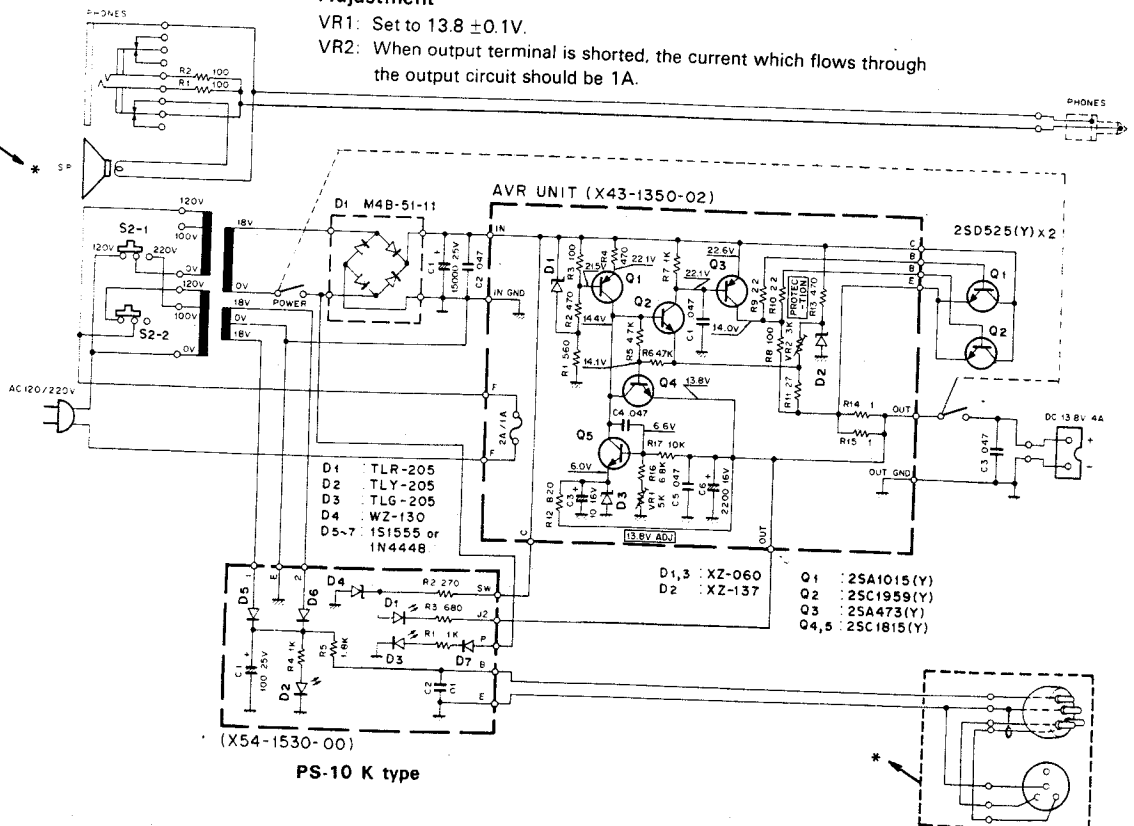 Adjustment
VR1: Set to 13.8 ±0.1V.
VR2: When output terminal is shorted, the current which flows through
the output circuit should be 1A.
PHONES
R2 100
R1 100
PHONES
* SP
120V
100V
0V
S2-1
120V
220V
120V
100V
0V
S2-2
18V
0V
18V
0V
18V
POWER
AC 120/220V
D1 M4B-51-11
C1 15000 25V
C2 .047
AVR UNIT (X43-1350-02)
IN
IN GND
D1
R3 100
R4 470
21.5V
22.1V
Q1
R2 470
R1 560
14.4V
14.1V
R5 4.7K
R6 47K
Q2
R7 1K
22.1V
22.6V
Q3
C1 .047
14.0V
R9 22
R10 22
PROTEC
-TION
R13 470
R8 100
VR2 3K
D2
R11 27
Q4
13.8V
C4 .047
6.6V
Q5
6.0V
R17 10K
R16 6.8K
VR1 5K
C5 .047
C6 2200 16V
R12 820
C3 10 16V
D3
13.8V ADJ
R14 1
R15 1
C
B
B
E
2SD525(Y)x2
Q1
Q2
OUT
OUT GND
OUT
C
F
F
2A/1A
C3 .047
DC 13.8V 4A
+
-
D1 : TLR-205
D2 : TLY-205
D3 : TLG-205
D4 : WZ-130
D5~7 : 1S1555 or
1N4448
D1,3 : XZ-060
D2 : XZ-137
Q1 : 2SA1015(Y)
Q2 : 2SC1959(Y)
Q3 : 2SA473(Y)
Q4,5 : 2SC1815(Y)
1
E
2
D5
D6
D4
R2 270
SW
D1
R3 680
J2
R1 1K
P
D3
D7
B
E
C1 100 25V
R4 1K
R5 1.8K
D2
C2 .1
(X54-1530-00)
PS-10 K type
*